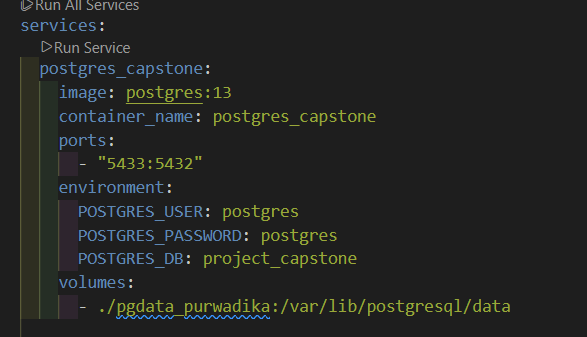 Run All Services
services:
Run Service
postgres_capstone:
image: postgres:13
container_name: postgres_capstone
ports:
- "5433:5432"
environment:
POSTGRES_USER: postgres
POSTGRES_PASSWORD: postgres
POSTGRES_DB: project_capstone
volumes:
- ./pgdata_purwadika:/var/lib/postgresql/data